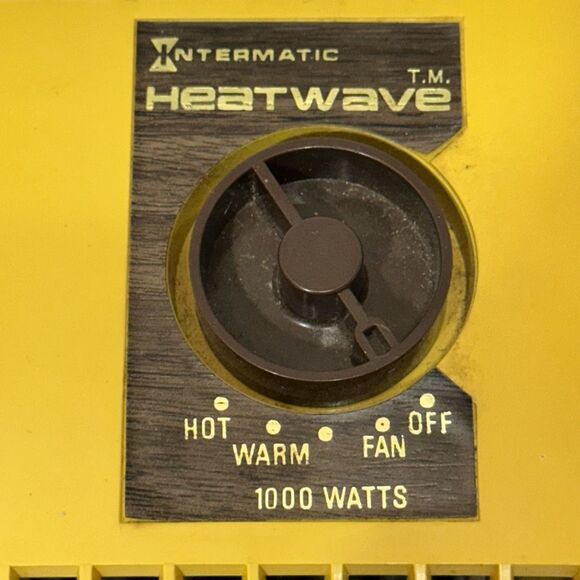 INTERMATIC
T.M.
HEATWAVE
HOT WARM FAN OFF
1000 WATTS